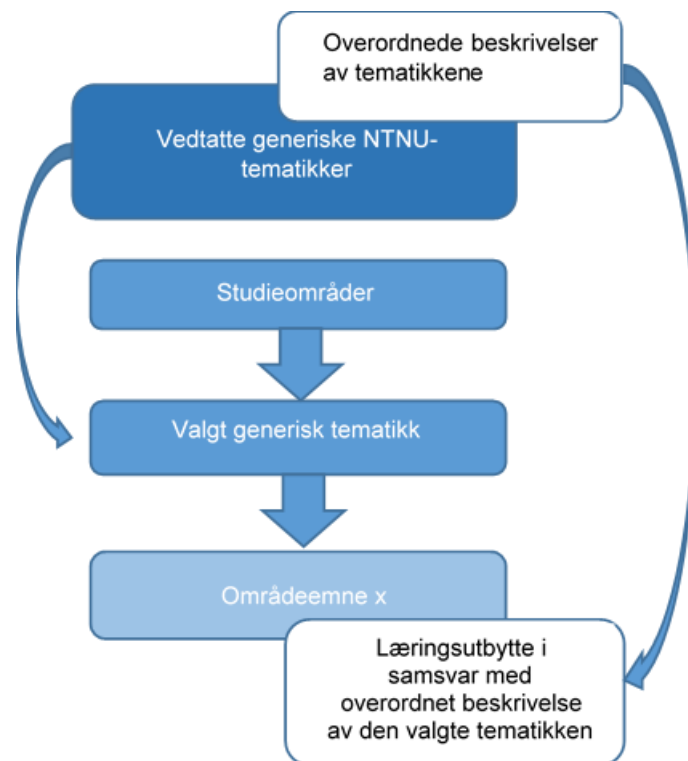 Overordnede beskrivelser
av tematikkene
Vedtatte generiske NTNU-
tematikker
Studieområder
Valgt generisk tematikk
Områdeemne x
Læringsutbytte i
samsvar med
overordnet beskrivelse
av den valgte tematikken